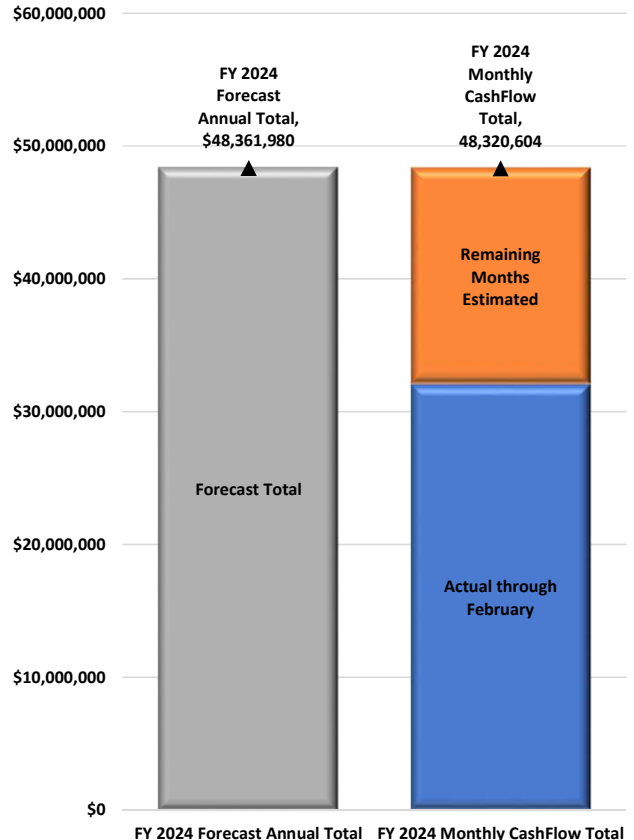 $60,000,000
$50,000,000
$40,000,000
$30,000,000
$20,000,000
$10,000,000
$0
FY 2024
Forecast
Annual Total,
$48,361,980
FY 2024
Monthly
CashFlow
Total,
48,320,604
Forecast Total
Remaining
Months
Estimated
Actual through
February
FY 2024 Forecast Annual Total
FY 2024 Monthly CashFlow Total